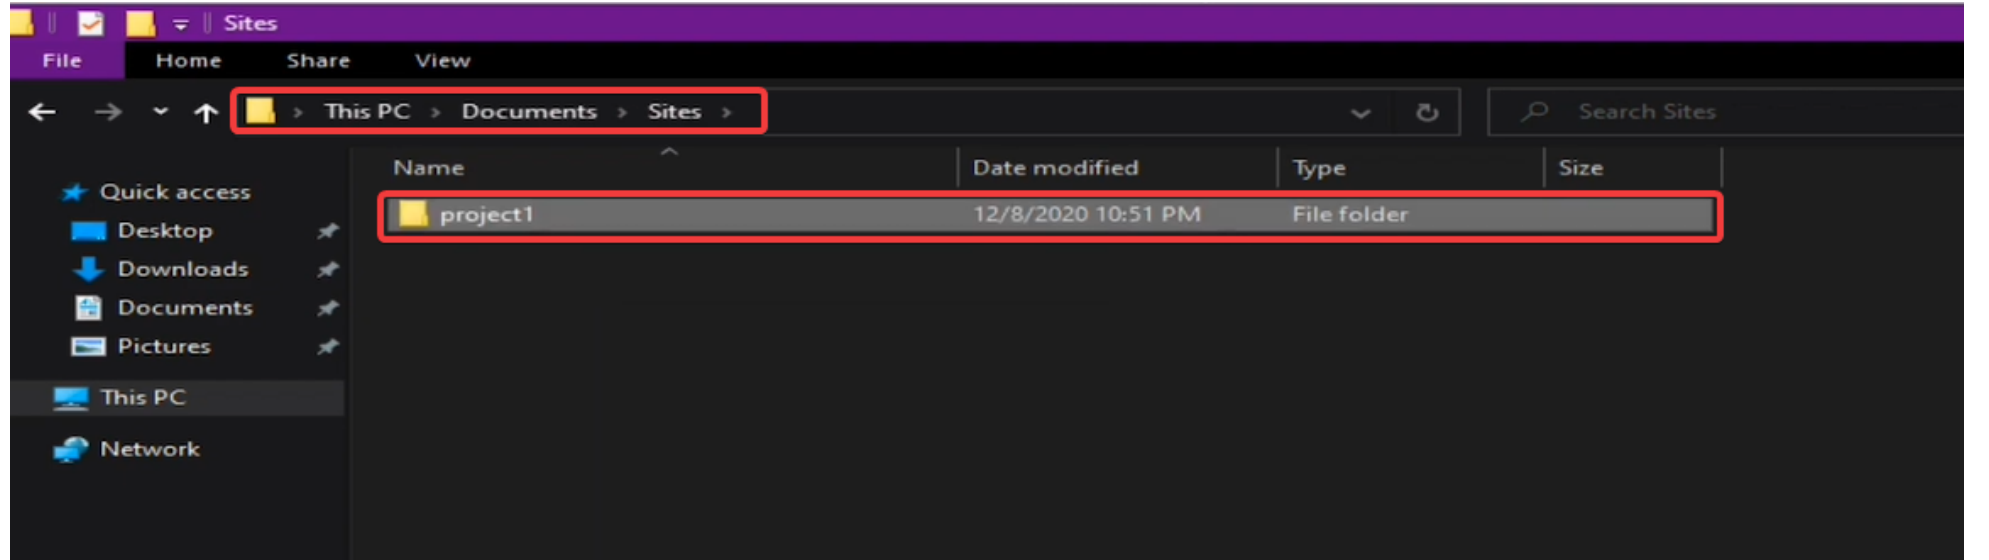 Sites
File Home Share View
This PC > Documents > Sites >
Search Sites
Name Date modified Type Size
project1 12/8/2020 10:51 PM File folder
Quick access
Desktop
Downloads
Documents
Pictures
This PC
Network